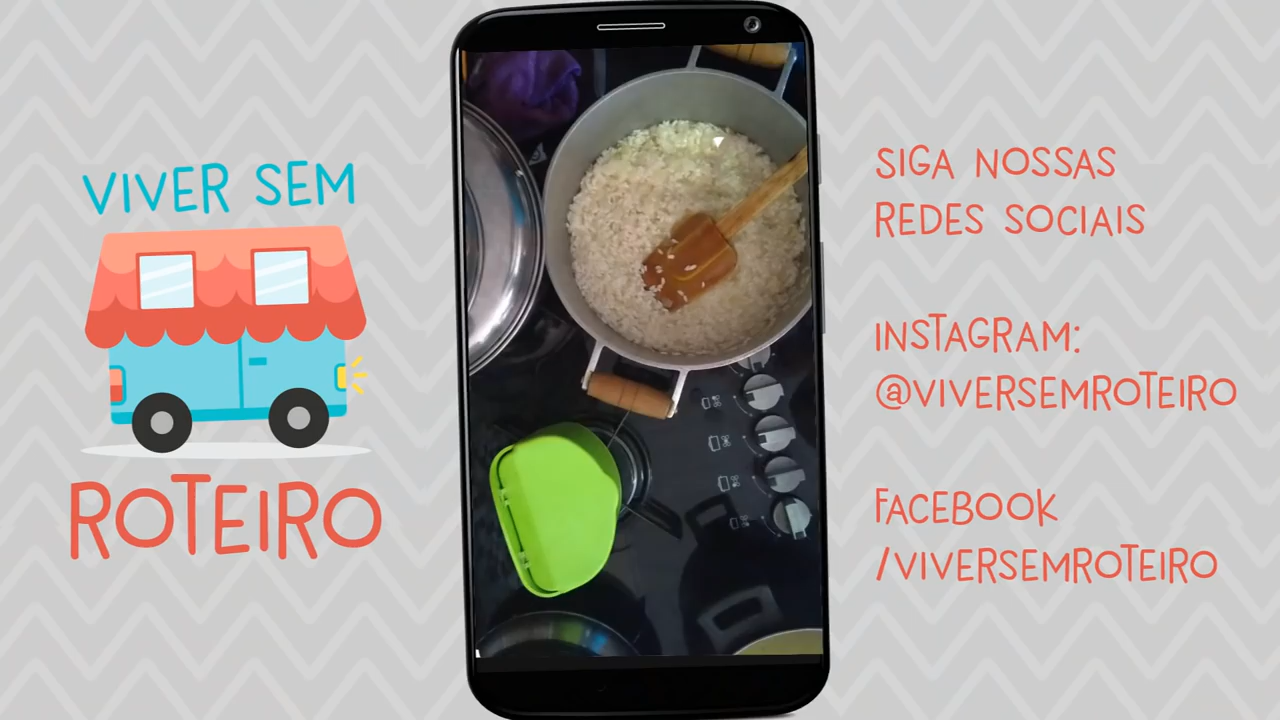 VIVER SEM
ROTEIRO
SIGA NOSSAS
REDES SOCIAIS
INSTAGRAM:
@VIVERSEMROTEIRO
FACEBOOK
/VIVERSEMROTEIRO